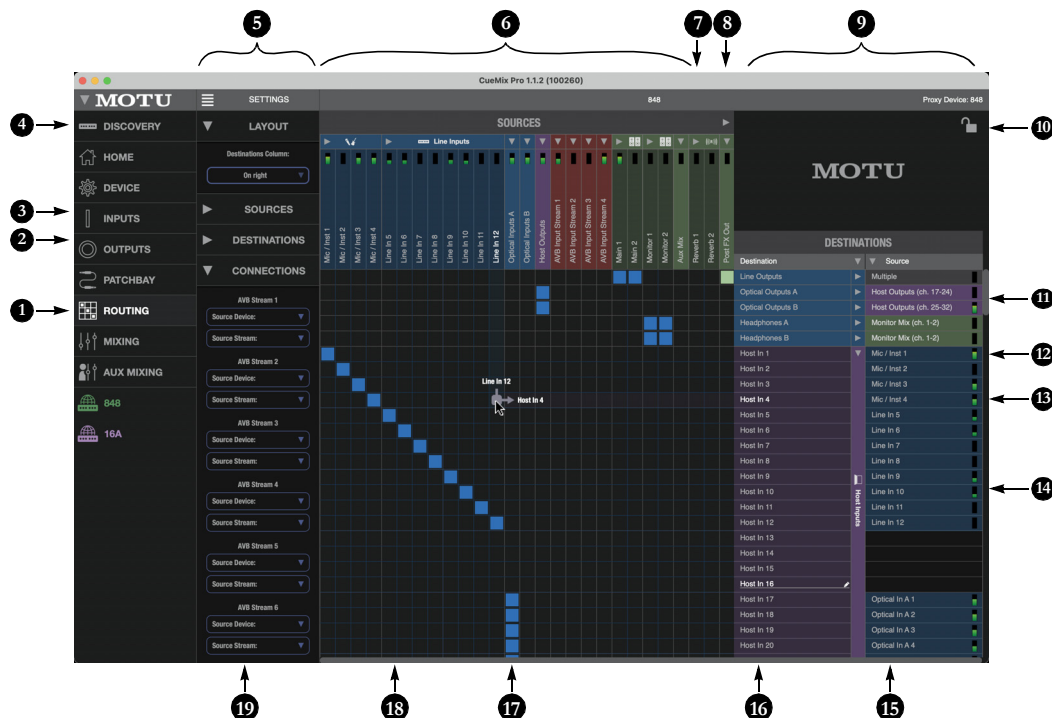 5
6
7
8
9
CueMix Pro 1.1.2 (100260)
MOTU
SETTINGS
848
Proxy Device: 848
4
DISCOVERY
HOME
DEVICE
3
INPUTS
2
OUTPUTS
PATCHBAY
1
ROUTING
MIXING
AUX MIXING
848
16A
LAYOUT
Destinations Column:
On right
SOURCES
DESTINATIONS
CONNECTIONS
AVB Stream 1
Source Device:
Source Stream:
AVB Stream 2
Source Device:
Source Stream:
AVB Stream 3
Source Device:
Source Stream:
AVB Stream 4
Source Device:
Source Stream:
AVB Stream 5
Source Device:
Source Stream:
AVB Stream 6
Source Device:
Source Stream:
SOURCES
Line Inputs
Mic / Inst 1
Mic / Inst 2
Mic / Inst 3
Mic / Inst 4
Line In 5
Line In 6
Line In 7
Line In 8
Line In 9
Line In 10
Line In 11
Line In 12
Optical Inputs A
Optical Inputs B
Host Outputs
AVB Input Stream 1
AVB Input Stream 2
AVB Input Stream 3
AVB Input Stream 4
Main 1
Main 2
Monitor 1
Monitor 2
Aux Mix
Reverb 1
Reverb 2
Post FX Out
Line In 12
Host In 4
MOTU
10
DESTINATIONS
Destination
Source
Line Outputs
Multiple
Optical Outputs A
Host Outputs (ch. 17-24)
11
Optical Outputs B
Host Outputs (ch. 25-32)
Headphones A
Monitor Mix (ch. 1-2)
Headphones B
Monitor Mix (ch. 1-2)
Host In 1
Mic / Inst 1
12
Host In 2
Mic / Inst 2
Host In 3
Mic / Inst 3
Host In 4
Mic / Inst 4
13
Host In 5
Line In 5
Host In 6
Line In 6
Host In 7
Line In 7
Host In 8
Line In 8
Host In 9
Line In 9
Host In 10
Line In 10
14
Host In 11
Line In 11
Host In 12
Line In 12
Host Inputs
Host In 13
Host In 14
Host In 15
Host In 16
Host In 17
Optical In A 1
Host In 18
Optical In A 2
Host In 19
Optical In A 3
Host In 20
Optical In A 4
19
18
17
16
15